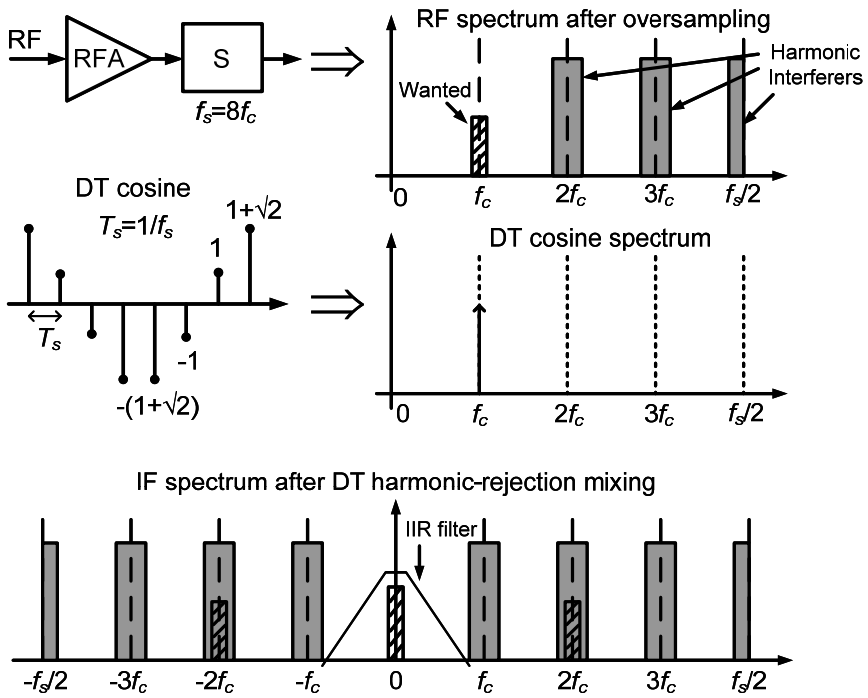 RF
RFA
S
fs=8fc
RF spectrum after oversampling
Wanted
Harmonic
Interferers
0 fc 2fc 3fc fs/2
DT cosine
Ts=1/fs
1+√2
1
Ts
-1
-(1+√2)
DT cosine spectrum
0 fc 2fc 3fc fs/2
IF spectrum after DT harmonic-rejection mixing
IIR filter
-fs/2 -3fc -2fc -fc 0 fc 2fc 3fc fs/2